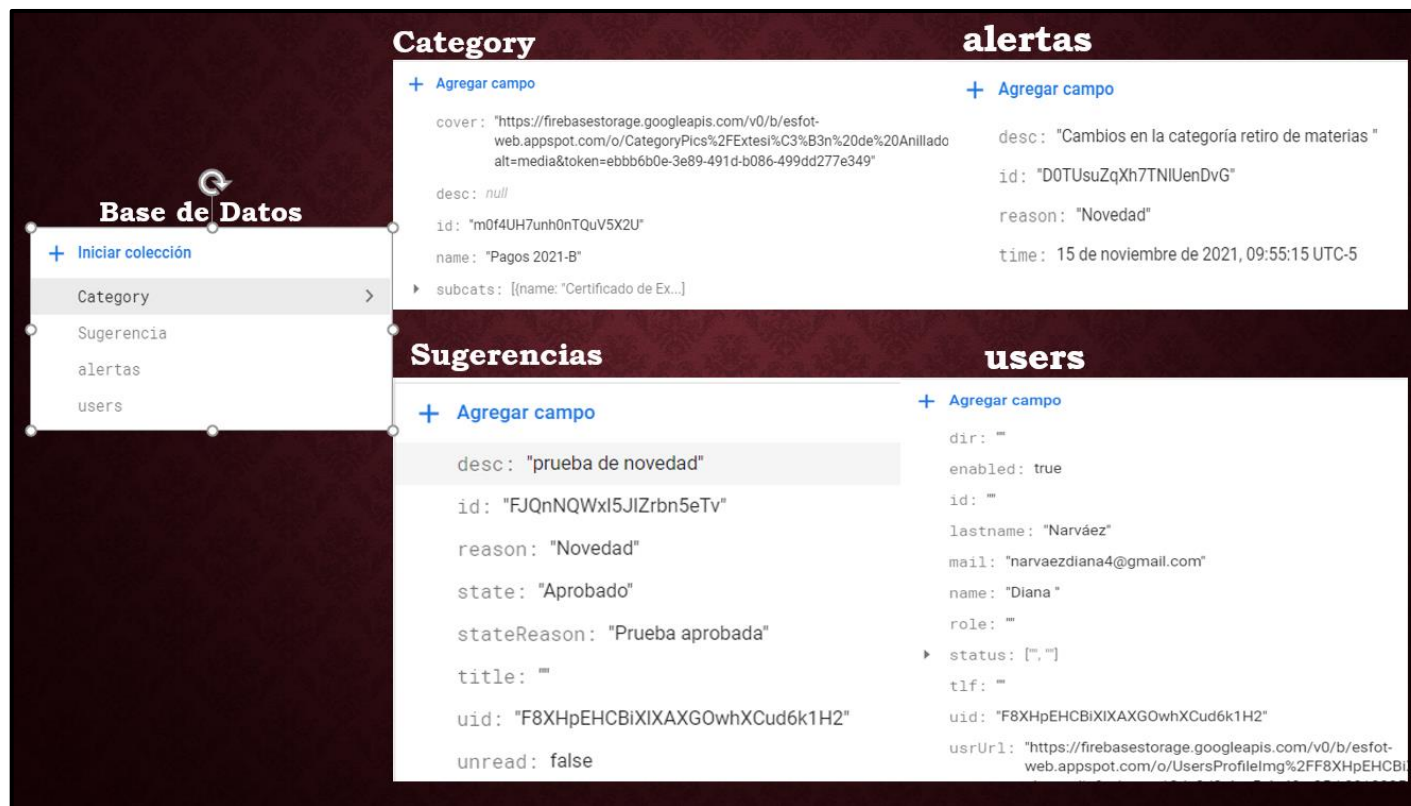 Base de Datos
+ Iniciar colección
Category
Sugerencia
alertas
users
Category
+ Agregar campo
cover: "https://firebasestorage.googleapis.com/v0/b/esfot-
web.appspot.com/o/CategoryPics%2FExtesi%C3%B3n%20de%20Anillado
alt=media&token=ebbb6b0e-3e89-491d-b086-499dd277e349"
desc: null
id: "m0f4UH7unh0nTQuV5X2U"
name: "Pagos 2021-B"
subcats: [{name: "Certificado de Ex...]
alertas
+ Agregar campo
desc: "Cambios en la categoría retiro de materias "
id: "D0TUsuZqXh7TNlUenDvG"
reason: "Novedad"
time: 15 de noviembre de 2021, 09:55:15 UTC-5
Sugerencias
+ Agregar campo
desc: "prueba de novedad"
id: "FJQnNQWxI5JIZrbn5eTv"
reason: "Novedad"
state: "Aprobado"
stateReason: "Prueba aprobada"
title: ""
uid: "F8XHpEHCBiXlXAXGOwhXCud6k1H2"
unread: false
users
+ Agregar campo
dir: ""
enabled: true
id: ""
lastname: "Narváez"
mail: "narvaezdiana4@gmail.com"
name: "Diana "
role: ""
status: ["", ""]
tlf: ""
uid: "F8XHpEHCBiXlXAXGOwhXCud6k1H2"
usrUrl: "https://firebasestorage.googleapis.com/v0/b/esfot-
web.appspot.com/o/UsersProfileImg%2FF8XHpEHCBi